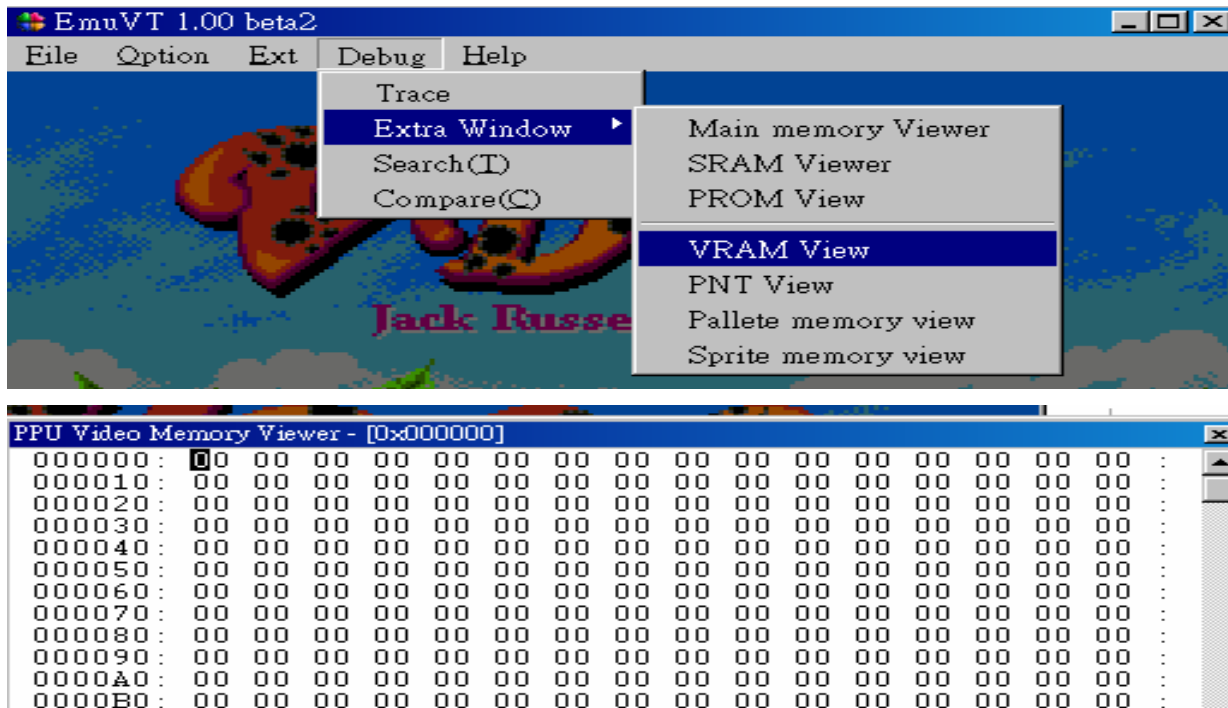 EmuVT 1.00 beta2
File Option Ext Debug Help
Trace
Extra Window
Search(T)
Compare(C)
Main memory Viewer
SRAM Viewer
PROM View
VRAM View
PNT View
Pallete memory view
Sprite memory view
Jack Russe
PPU Video Memory Viewer - [0x000000]
000000: 00 00 00 00 00 00 00 00 00 00 00 00 00 00 00 00 :
000010: 00 00 00 00 00 00 00 00 00 00 00 00 00 00 00 00 :
000020: 00 00 00 00 00 00 00 00 00 00 00 00 00 00 00 00 :
000030: 00 00 00 00 00 00 00 00 00 00 00 00 00 00 00 00 :
000040: 00 00 00 00 00 00 00 00 00 00 00 00 00 00 00 00 :
000050: 00 00 00 00 00 00 00 00 00 00 00 00 00 00 00 00 :
000060: 00 00 00 00 00 00 00 00 00 00 00 00 00 00 00 00 :
000070: 00 00 00 00 00 00 00 00 00 00 00 00 00 00 00 00 :
000080: 00 00 00 00 00 00 00 00 00 00 00 00 00 00 00 00 :
000090: 00 00 00 00 00 00 00 00 00 00 00 00 00 00 00 00 :
0000A0: 00 00 00 00 00 00 00 00 00 00 00 00 00 00 00 00 :
0000B0: 00 00 00 00 00 00 00 00 00 00 00 00 00 00 00 00 :